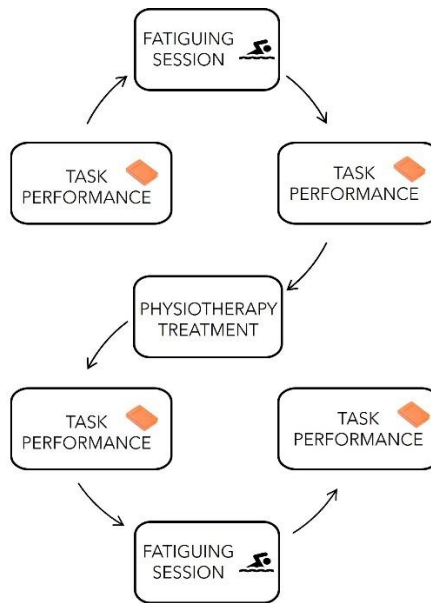 FATIGUING
SESSION
TASK
PERFORMANCE
TASK
PERFORMANCE
PHYSIOTHERAPY
TREATMENT
TASK
PERFORMANCE
TASK
PERFORMANCE
FATIGUING
SESSION